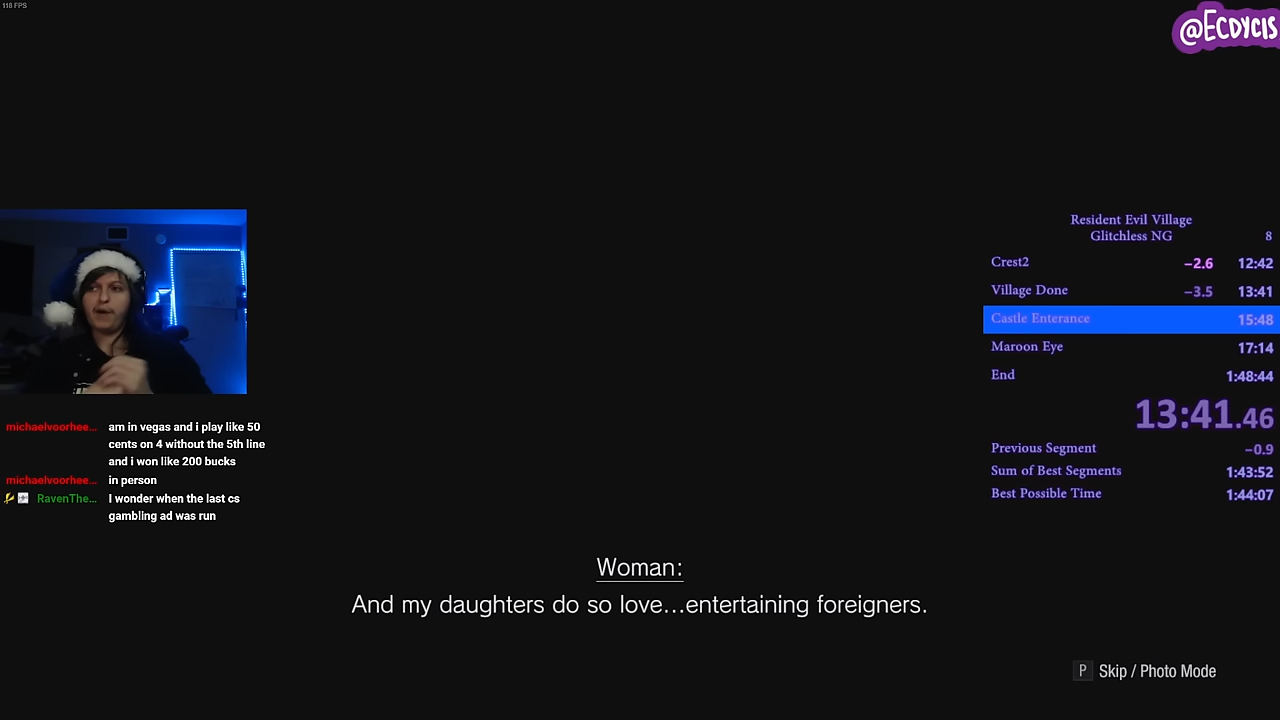 118 FPS
@ECDYCIS
Resident Evil Village
Glitchless NG 8
Crest2 −2.6 12:42
Village Done −3.5 13:41
Castle Enterance 15:48
Maroon Eye 17:14
End 1:48:44
13:41.46
Previous Segment −0.9
Sum of Best Segments 1:43:52
Best Possible Time 1:44:07
michaelvoorhee... am in vegas and i play like 50
cents on 4 without the 5th line
and i won like 200 bucks
michaelvoorhee... in person
RavenThe... I wonder when the last cs
gambling ad was run
Woman:
And my daughters do so love...entertaining foreigners.
P Skip / Photo Mode